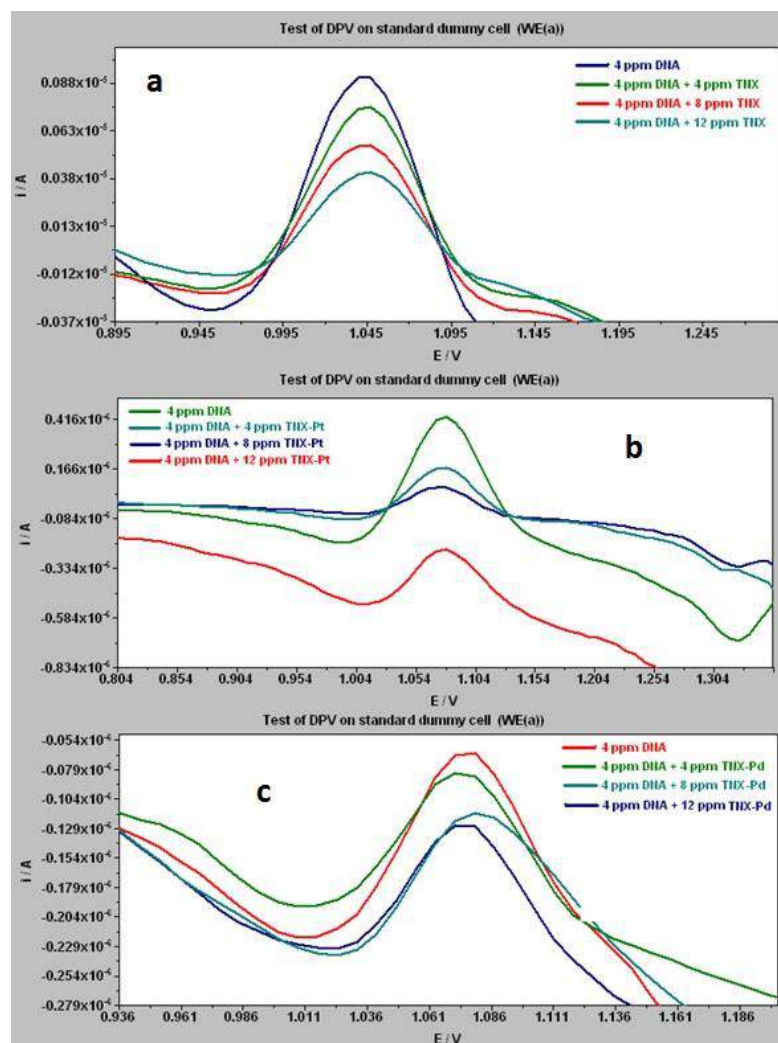 Test of DPV on standard dummy cell (WE(a))
a
4 ppm DNA
4 ppm DNA + 4 ppm TNX
4 ppm DNA + 8 ppm TNX
4 ppm DNA + 12 ppm TNX
0.088x10⁻⁶
0.063x10⁻⁶
0.038x10⁻⁶
0.013x10⁻⁶
-0.012x10⁻⁶
-0.037x10⁻⁶
i / A
0.895 0.945 0.995 1.045 1.095 1.145 1.195 1.245
E / V
Test of DPV on standard dummy cell (WE(a))
4 ppm DNA
4 ppm DNA + 4 ppm TNX-Pt
4 ppm DNA + 8 ppm TNX-Pt
4 ppm DNA + 12 ppm TNX-Pt
b
0.416x10⁻⁶
0.166x10⁻⁶
-0.084x10⁻⁶
-0.334x10⁻⁶
-0.584x10⁻⁶
-0.834x10⁻⁶
i / A
0.804 0.854 0.904 0.954 1.004 1.054 1.104 1.154 1.204 1.254 1.304
E / V
Test of DPV on standard dummy cell (WE(a))
c
4 ppm DNA
4 ppm DNA + 4 ppm TNX-Pd
4 ppm DNA + 8 ppm TNX-Pd
4 ppm DNA + 12 ppm TNX-Pd
-0.054x10⁻⁶
-0.079x10⁻⁶
-0.104x10⁻⁶
-0.129x10⁻⁶
-0.154x10⁻⁶
-0.179x10⁻⁶
-0.204x10⁻⁶
-0.229x10⁻⁶
-0.254x10⁻⁶
-0.279x10⁻⁶
i / A
0.936 0.961 0.986 1.011 1.036 1.061 1.086 1.111 1.136 1.161 1.186
E / V